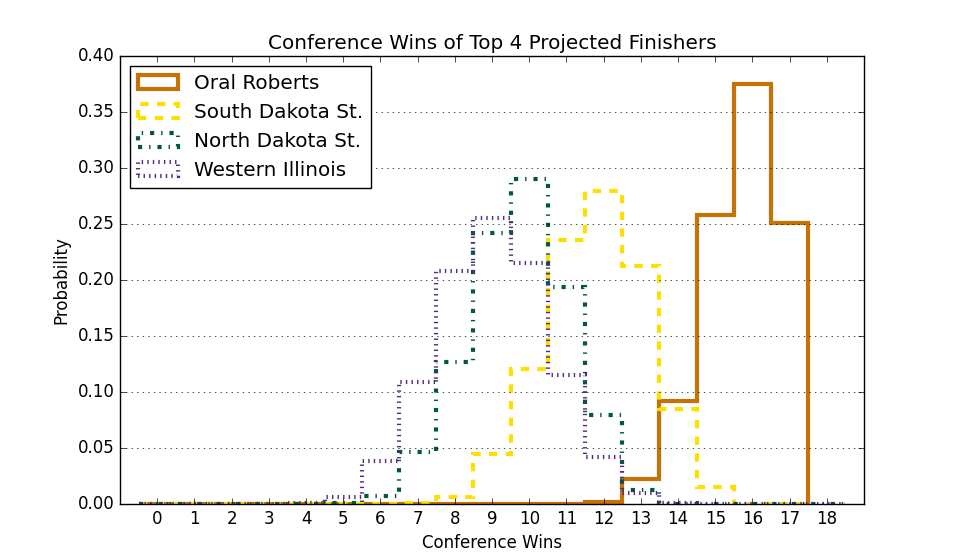 Conference Wins of Top 4 Projected Finishers
0.40
0.35
0.30
0.25
0.20
0.15
0.10
0.05
0.00
Probability
Oral Roberts
South Dakota St.
North Dakota St.
Western Illinois
0 1 2 3 4 5 6 7 8 9 10 11 12 13 14 15 16 17 18
Conference Wins